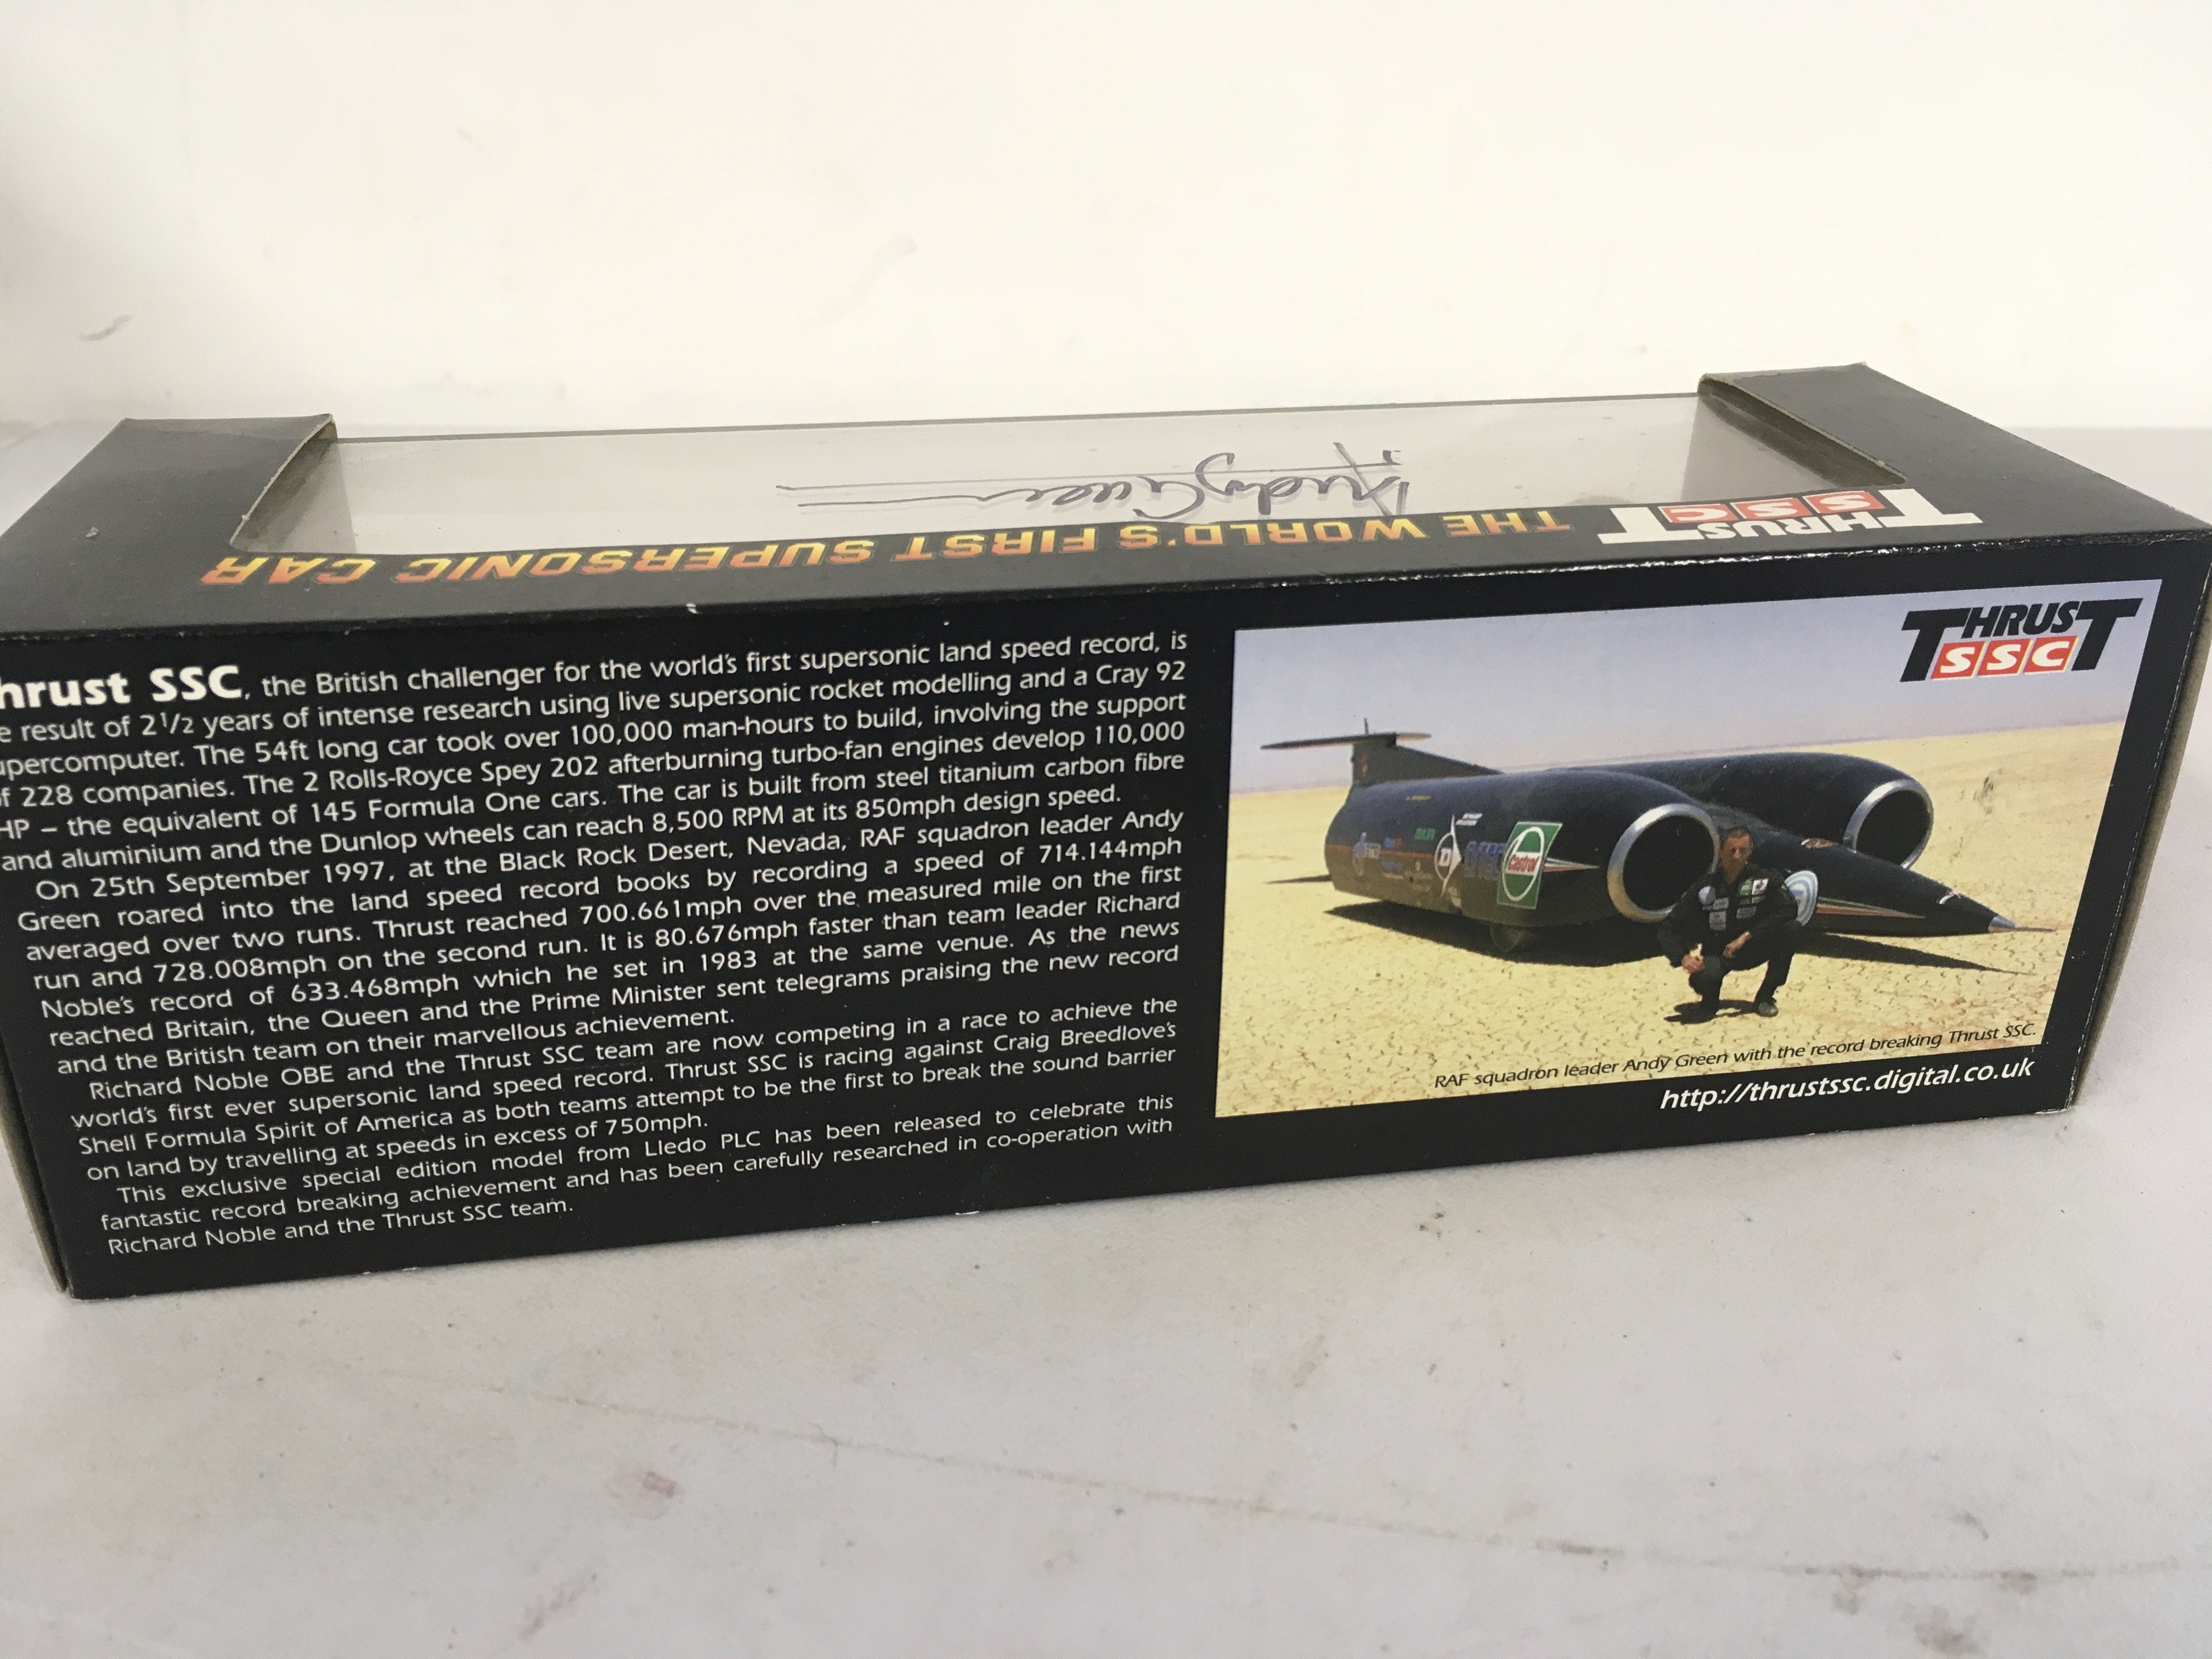 Andy Green
THRUST
SSC
THE WORLD'S FIRST SUPERSONIC CAR
hrust SSC, the British challenger for the world's first supersonic land speed record, is
e result of 2½ years of intense research using live supersonic rocket modelling and a Cray 92
upercomputer. The 54ft long car took over 100,000 man-hours to build, involving the support
f 228 companies. The 2 Rolls-Royce Spey 202 afterburning turbo-fan engines develop 110,000
HP – the equivalent of 145 Formula One cars. The car is built from steel titanium carbon fibre
and aluminium and the Dunlop wheels can reach 8,500 RPM at its 850mph design speed.
On 25th September 1997, at the Black Rock Desert, Nevada, RAF squadron leader Andy
Green roared into the land speed record books by recording a speed of 714.144mph
averaged over two runs. Thrust reached 700.661mph over the measured mile on the first
run and 728.008mph on the second run. It is 80.676mph faster than team leader Richard
Noble's record of 633.468mph which he set in 1983 at the same venue. As the news
reached Britain, the Queen and the Prime Minister sent telegrams praising the new record
and the British team on their marvellous achievement.
Richard Noble OBE and the Thrust SSC team are now competing in a race to achieve the
world's first ever supersonic land speed record. Thrust SSC is racing against Craig Breedlove's
Shell Formula Spirit of America as both teams attempt to be the first to break the sound barrier
on land by travelling at speeds in excess of 750mph.
This exclusive special edition model from Lledo PLC has been released to celebrate this
fantastic record breaking achievement and has been carefully researched in co-operation with
Richard Noble and the Thrust SSC team.
THRUST
SSC
Castrol
RAF squadron leader Andy Green with the record breaking Thrust SSC.
http://thrustssc.digital.co.uk